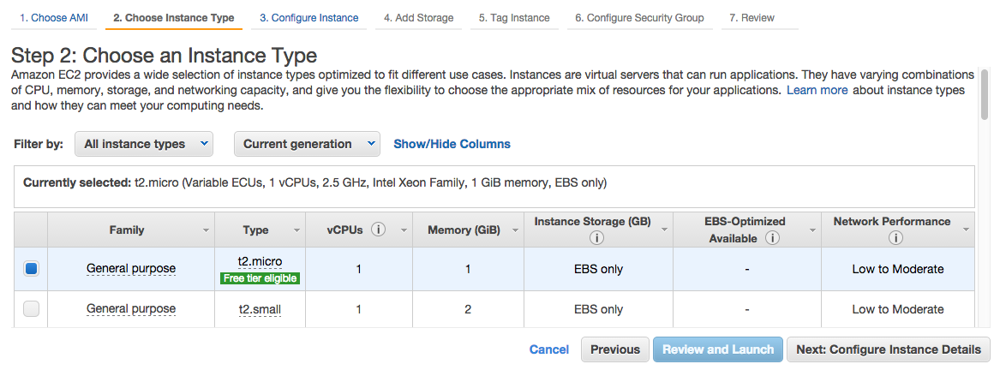 1. Choose AMI 2. Choose Instance Type 3. Configure Instance 4. Add Storage 5. Tag Instance 6. Configure Security Group 7. Review
Step 2: Choose an Instance Type
Amazon EC2 provides a wide selection of instance types optimized to fit different use cases. Instances are virtual servers that can run applications. They have varying combinations
of CPU, memory, storage, and networking capacity, and give you the flexibility to choose the appropriate mix of resources for your applications. Learn more about instance types
and how they can meet your computing needs.
Filter by: All instance types Current generation Show/Hide Columns
Currently selected: t2.micro (Variable ECUs, 1 vCPUs, 2.5 GHz, Intel Xeon Family, 1 GiB memory, EBS only)
Family Type vCPUs Memory (GiB) Instance Storage (GB) EBS-Optimized Available Network Performance
General purpose t2.micro Free tier eligible 1 1 EBS only - Low to Moderate
General purpose t2.small 1 2 EBS only - Low to Moderate
Cancel Previous Review and Launch Next: Configure Instance Details